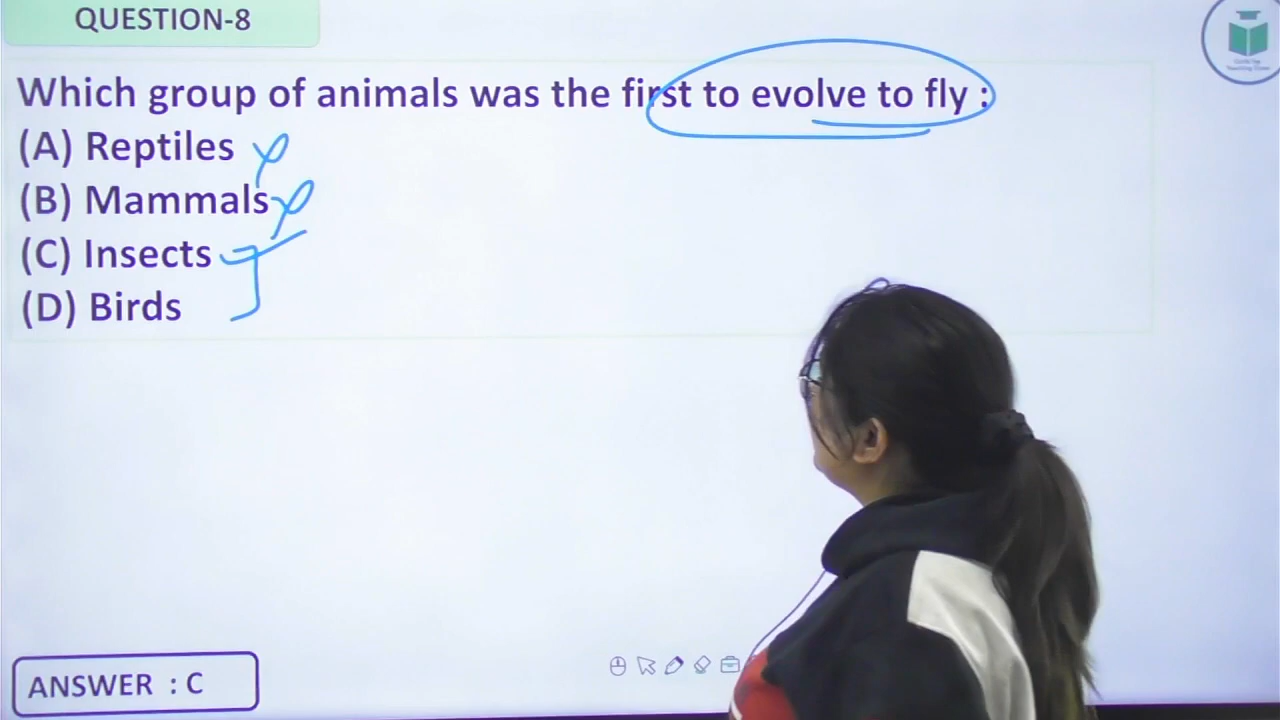 QUESTION-8
Which group of animals was the first to evolve to fly :
(A) Reptiles
(B) Mammals
(C) Insects
(D) Birds
ANSWER : C